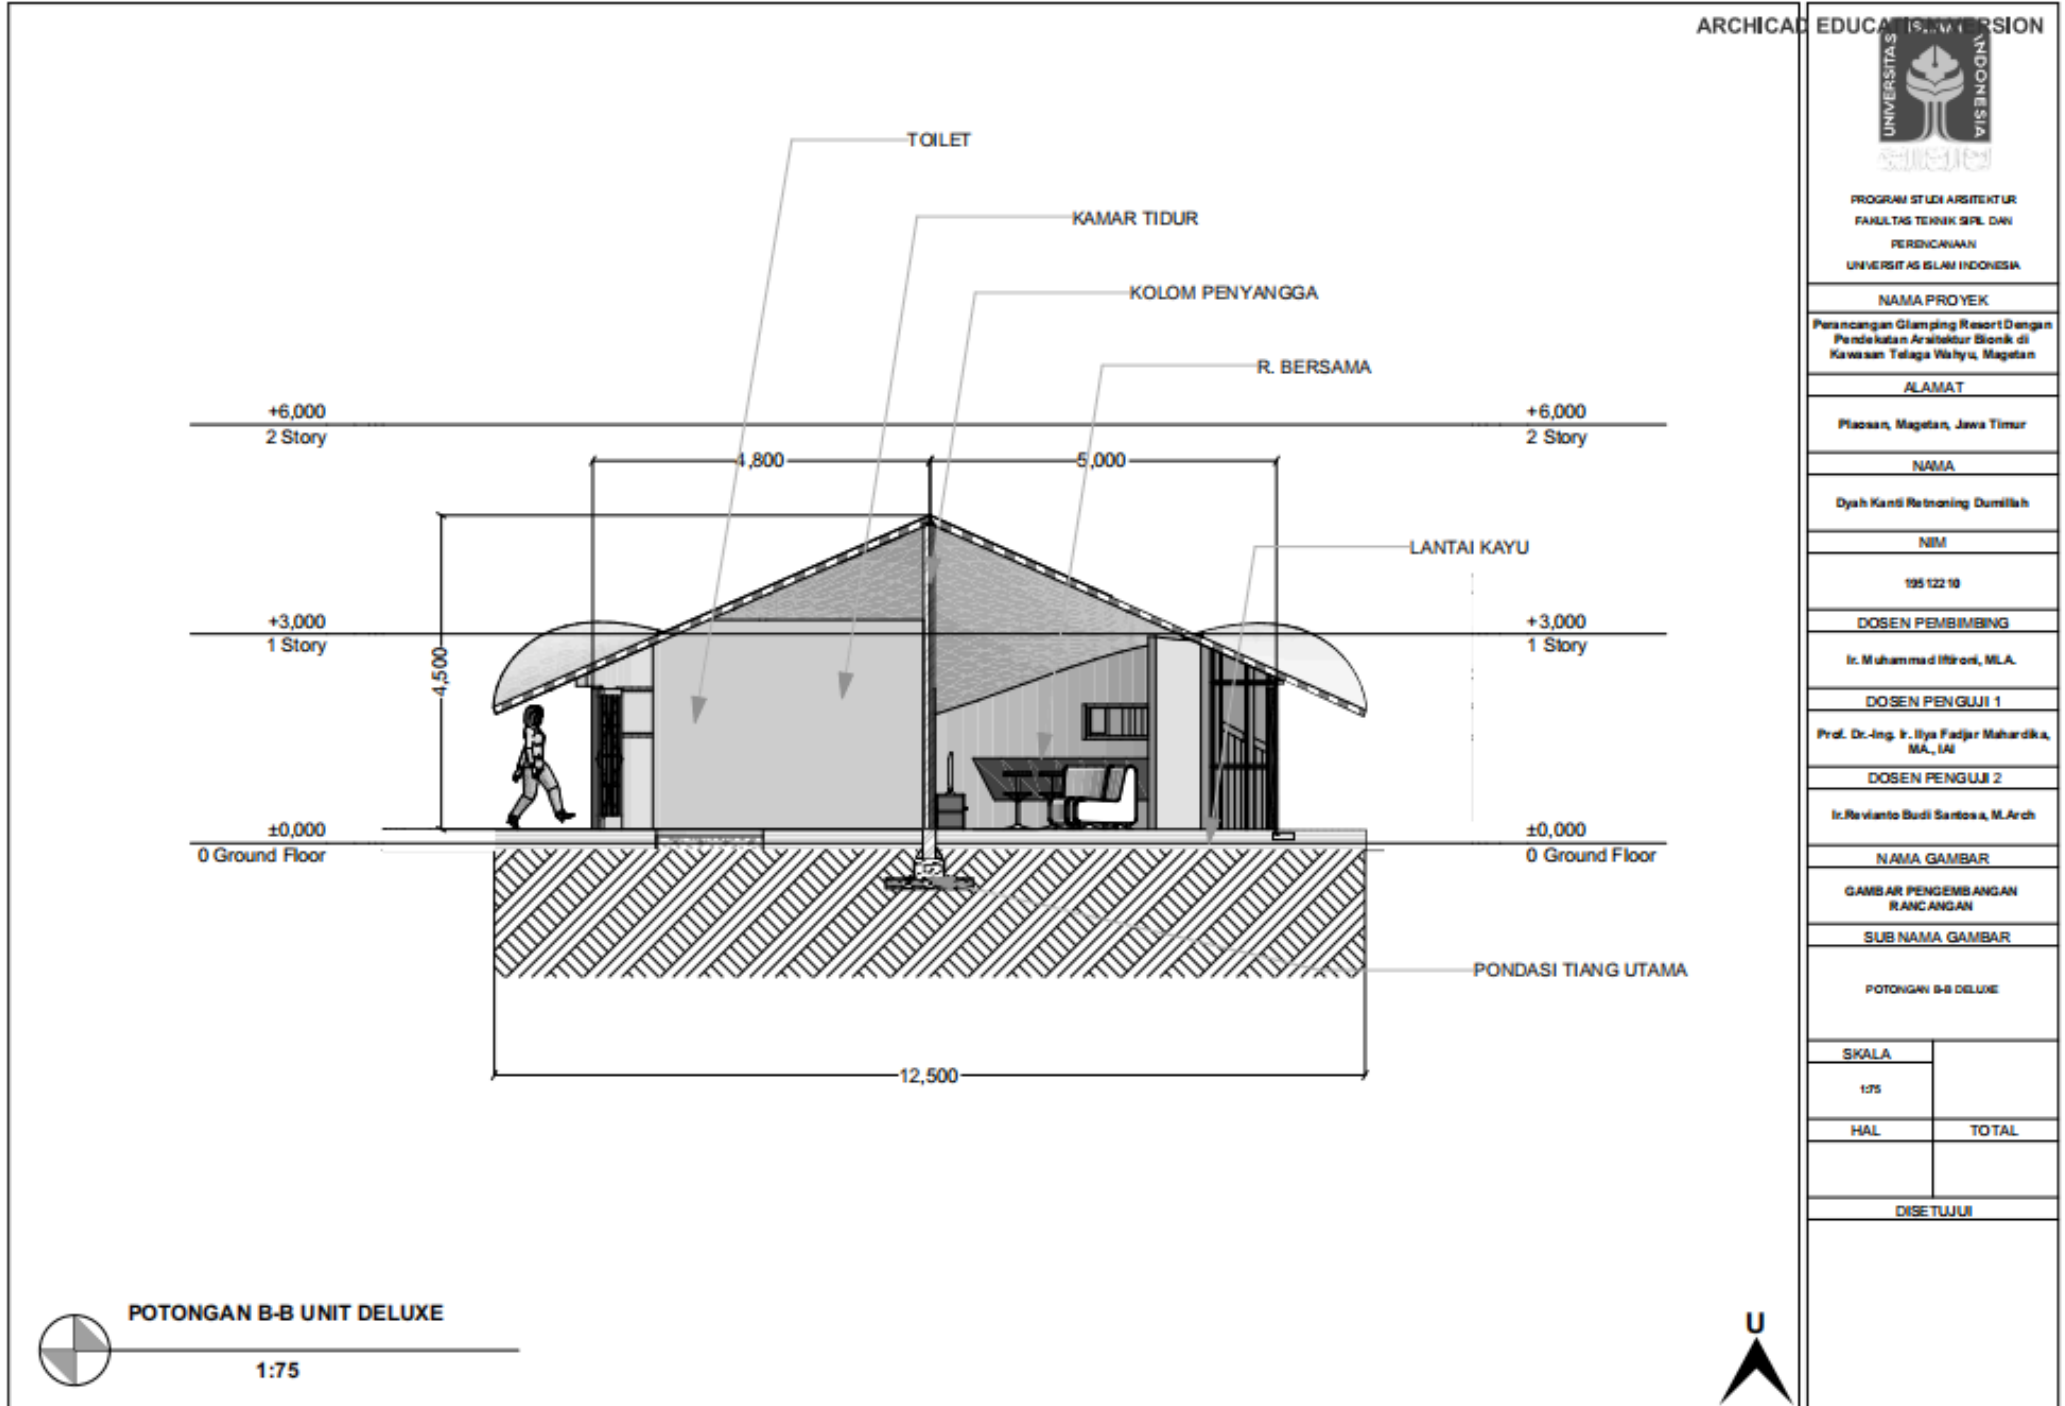 ARCHICAD EDUCATION VERSION
UNIVERSITAS
ISLAM
INDONESIA
PROGRAM STUDI ARSITEKTUR
FAKULTAS TEKNIK SIPIL DAN
PERENCANAAN
UNIVERSITAS ISLAM INDONESIA
NAMA PROYEK
Perancangan Glamping Resort Dengan
Pendekatan Arsitektur Bionik di
Kawasan Telaga Wahyu, Magetan
ALAMAT
Plaosan, Magetan, Jawa Timur
NAMA
Dyah Kanti Retnoning Dumillah
NIM
19512210
DOSEN PEMBIMBING
Ir. Muhammad Iftironi, MLA.
DOSEN PENGUJI 1
Prof. Dr.-Ing. Ir. Ilya Fadjar Mahardika,
MA., IAI
DOSEN PENGUJI 2
Ir.Revianto Budi Santosa, M.Arch
NAMA GAMBAR
GAMBAR PENGEMBANGAN
RANCANGAN
SUB NAMA GAMBAR
POTONGAN B-B DELUXE
SKALA
1:75
HAL TOTAL
DISETUJUI
TOILET
KAMAR TIDUR
KOLOM PENYANGGA
R. BERSAMA
+6,000
2 Story
+6,000
2 Story
4,800
5,000
LANTAI KAYU
+3,000
1 Story
+3,000
1 Story
4,500
±0,000
0 Ground Floor
±0,000
0 Ground Floor
PONDASI TIANG UTAMA
12,500
POTONGAN B-B UNIT DELUXE
1:75
U